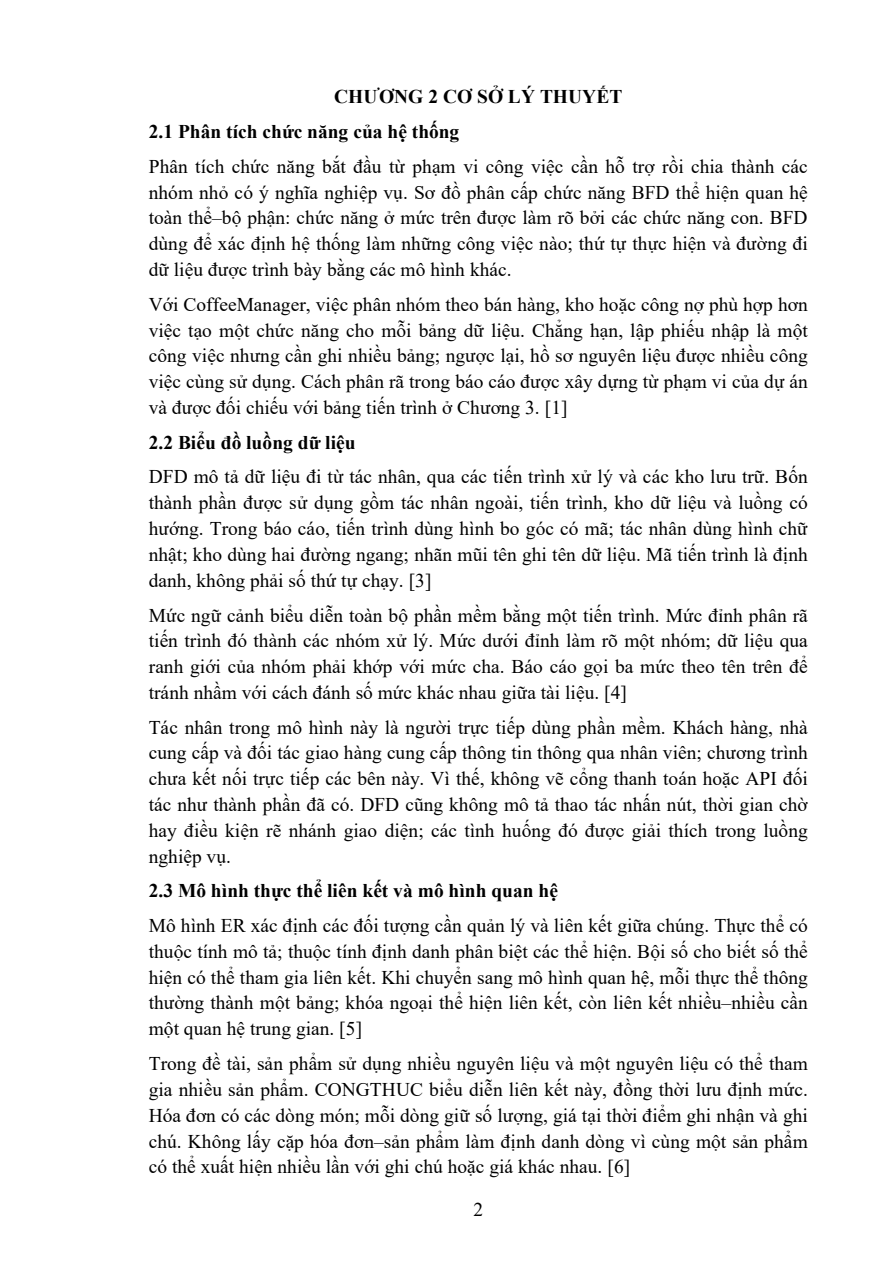 CHƯƠNG 2 CƠ SỞ LÝ THUYẾT
2.1 Phân tích chức năng của hệ thống
Phân tích chức năng bắt đầu từ phạm vi công việc cần hỗ trợ rồi chia thành các
nhóm nhỏ có ý nghĩa nghiệp vụ. Sơ đồ phân cấp chức năng BFD thể hiện quan hệ
toàn thể–bộ phận: chức năng ở mức trên được làm rõ bởi các chức năng con. BFD
dùng để xác định hệ thống làm những công việc nào; thứ tự thực hiện và đường đi
dữ liệu được trình bày bằng các mô hình khác.
Với CoffeeManager, việc phân nhóm theo bán hàng, kho hoặc công nợ phù hợp hơn
việc tạo một chức năng cho mỗi bảng dữ liệu. Chẳng hạn, lập phiếu nhập là một
công việc nhưng cần ghi nhiều bảng; ngược lại, hồ sơ nguyên liệu được nhiều công
việc cùng sử dụng. Cách phân rã trong báo cáo được xây dựng từ phạm vi của dự án
và được đối chiếu với bảng tiến trình ở Chương 3. [1]
2.2 Biểu đồ luồng dữ liệu
DFD mô tả dữ liệu đi từ tác nhân, qua các tiến trình xử lý và các kho lưu trữ. Bốn
thành phần được sử dụng gồm tác nhân ngoài, tiến trình, kho dữ liệu và luồng có
hướng. Trong báo cáo, tiến trình dùng hình bo góc có mã; tác nhân dùng hình chữ
nhật; kho dùng hai đường ngang; nhãn mũi tên ghi tên dữ liệu. Mã tiến trình là định
danh, không phải số thứ tự chạy. [3]
Mức ngữ cảnh biểu diễn toàn bộ phần mềm bằng một tiến trình. Mức đỉnh phân rã
tiến trình đó thành các nhóm xử lý. Mức dưới đỉnh làm rõ một nhóm; dữ liệu qua
ranh giới của nhóm phải khớp với mức cha. Báo cáo gọi ba mức theo tên trên để
tránh nhầm với cách đánh số mức khác nhau giữa tài liệu. [4]
Tác nhân trong mô hình này là người trực tiếp dùng phần mềm. Khách hàng, nhà
cung cấp và đối tác giao hàng cung cấp thông tin thông qua nhân viên; chương trình
chưa kết nối trực tiếp các bên này. Vì thế, không vẽ cổng thanh toán hoặc API đối
tác như thành phần đã có. DFD cũng không mô tả thao tác nhấn nút, thời gian chờ
hay điều kiện rẽ nhánh giao diện; các tình huống đó được giải thích trong luồng
nghiệp vụ.
2.3 Mô hình thực thể liên kết và mô hình quan hệ
Mô hình ER xác định các đối tượng cần quản lý và liên kết giữa chúng. Thực thể có
thuộc tính mô tả; thuộc tính định danh phân biệt các thể hiện. Bội số cho biết số thể
hiện có thể tham gia liên kết. Khi chuyển sang mô hình quan hệ, mỗi thực thể thông
thường thành một bảng; khóa ngoại thể hiện liên kết, còn liên kết nhiều–nhiều cần
một quan hệ trung gian. [5]
Trong đề tài, sản phẩm sử dụng nhiều nguyên liệu và một nguyên liệu có thể tham
gia nhiều sản phẩm. CONGTHUC biểu diễn liên kết này, đồng thời lưu định mức.
Hóa đơn có các dòng món; mỗi dòng giữ số lượng, giá tại thời điểm ghi nhận và ghi
chú. Không lấy cặp hóa đơn–sản phẩm làm định danh dòng vì cùng một sản phẩm
có thể xuất hiện nhiều lần với ghi chú hoặc giá khác nhau. [6]
2